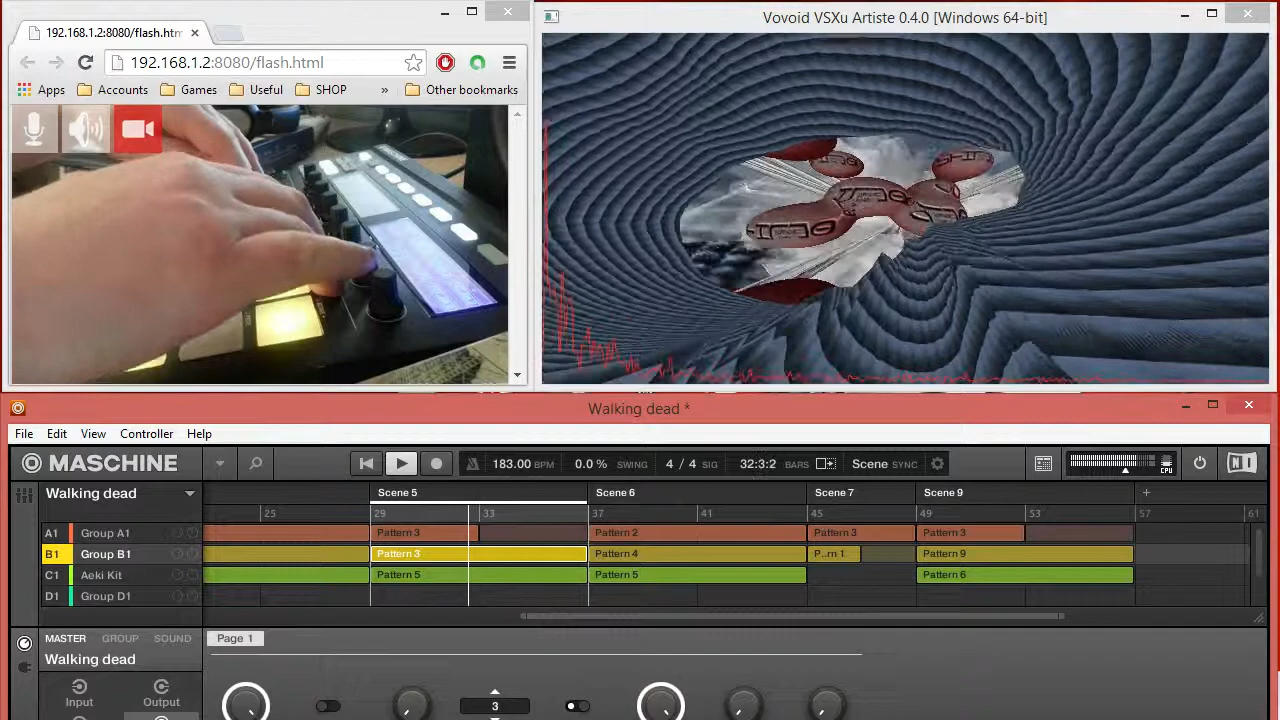 192.168.1.2:8080/flash.htm
192.168.1.2:8080/flash.html
Apps Accounts Games Useful SHOP » Other bookmarks
Vovoid VSXu Artiste 0.4.0 [Windows 64-bit]
Walking dead *
File Edit View Controller Help
MASCHINE 183.00 BPM 0.0 % SWING 4 / 4 SIG 32:3:2 BARS Scene SYNC CPU
Walking dead Scene 5 Scene 6 Scene 7 Scene 9 +
25 29 33 37 41 45 49 53 57 61
A1 Group A1 Pattern 3 Pattern 2 Pattern 3 Pattern 3
B1 Group B1 Pattern 3 Pattern 4 P...rn 1 Pattern 9
C1 Aeki Kit Pattern 5 Pattern 5 Pattern 6
D1 Group D1
MASTER GROUP SOUND Page 1
Walking dead
Input Output 3